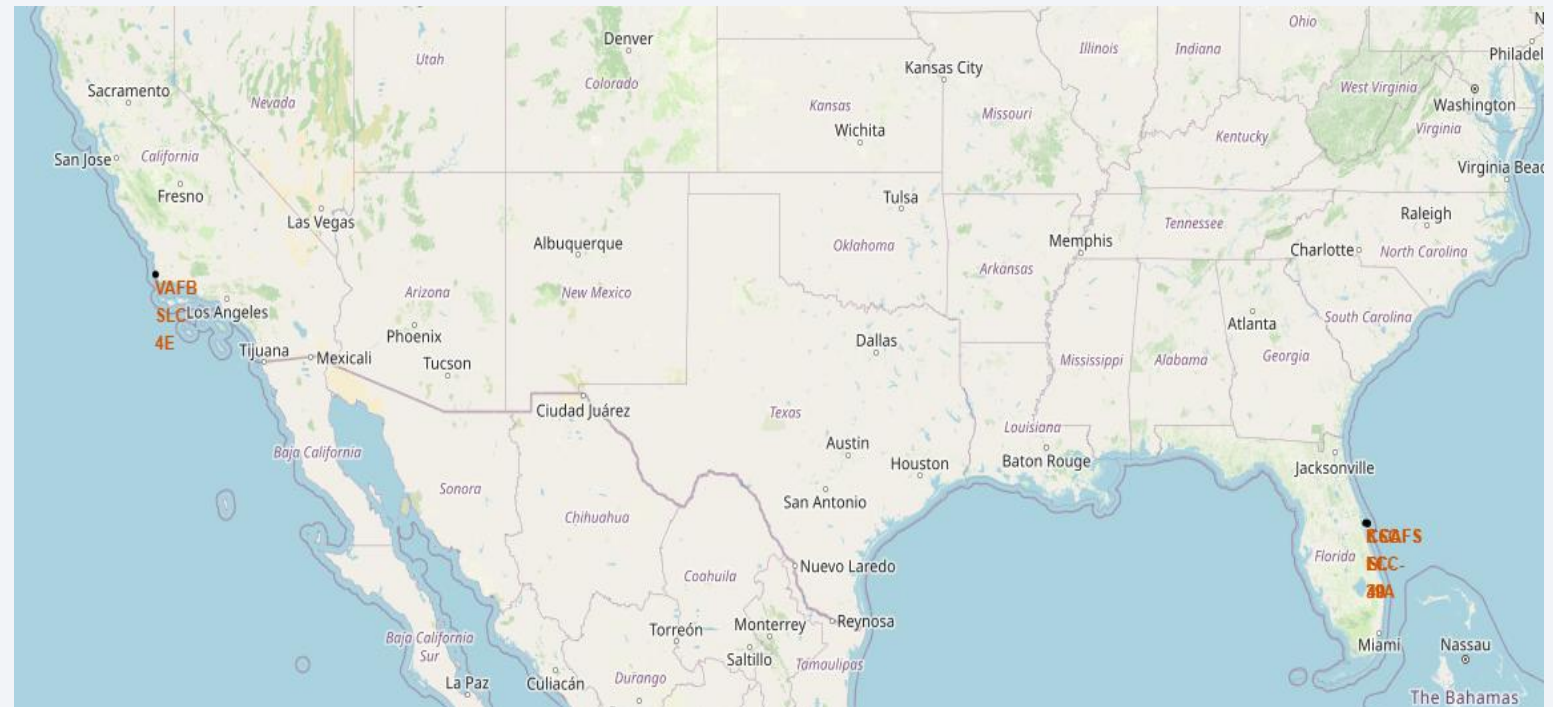 Ohio
Denver
Utah
Illinois
Indiana
Philadel
Kansas City
Colorado
Sacramento
West Virginia
Nevada
Kansas
Washington
Missouri
Wichita
Virginia
Kentucky
San Jose
California
Virginia Beac
Fresno
Tulsa
Las Vegas
Raleigh
Tennessee
Albuquerque
Oklahoma
Memphis
Charlotte
North Carolina
Arkansas
VAFB
SLC
4E
Arizona
New Mexico
Los Angeles
South Carolina
Atlanta
Phoenix
Dallas
Tijuana
Mexicali
Tucson
Mississippi
Alabama
Georgia
Ciudad Juárez
Texas
Louisiana
Austin
Baja California
Houston
Baton Rouge
Jacksonville
Sonora
San Antonio
Chihuahua
Florida
Nuevo Laredo
Coahuila
Reynosa
Torreón
Monterrey
Baja California
Sur
Miami
Nassau
Saltillo
Tamaulipas
La Paz
Culiacán
Durango
The Bahamas